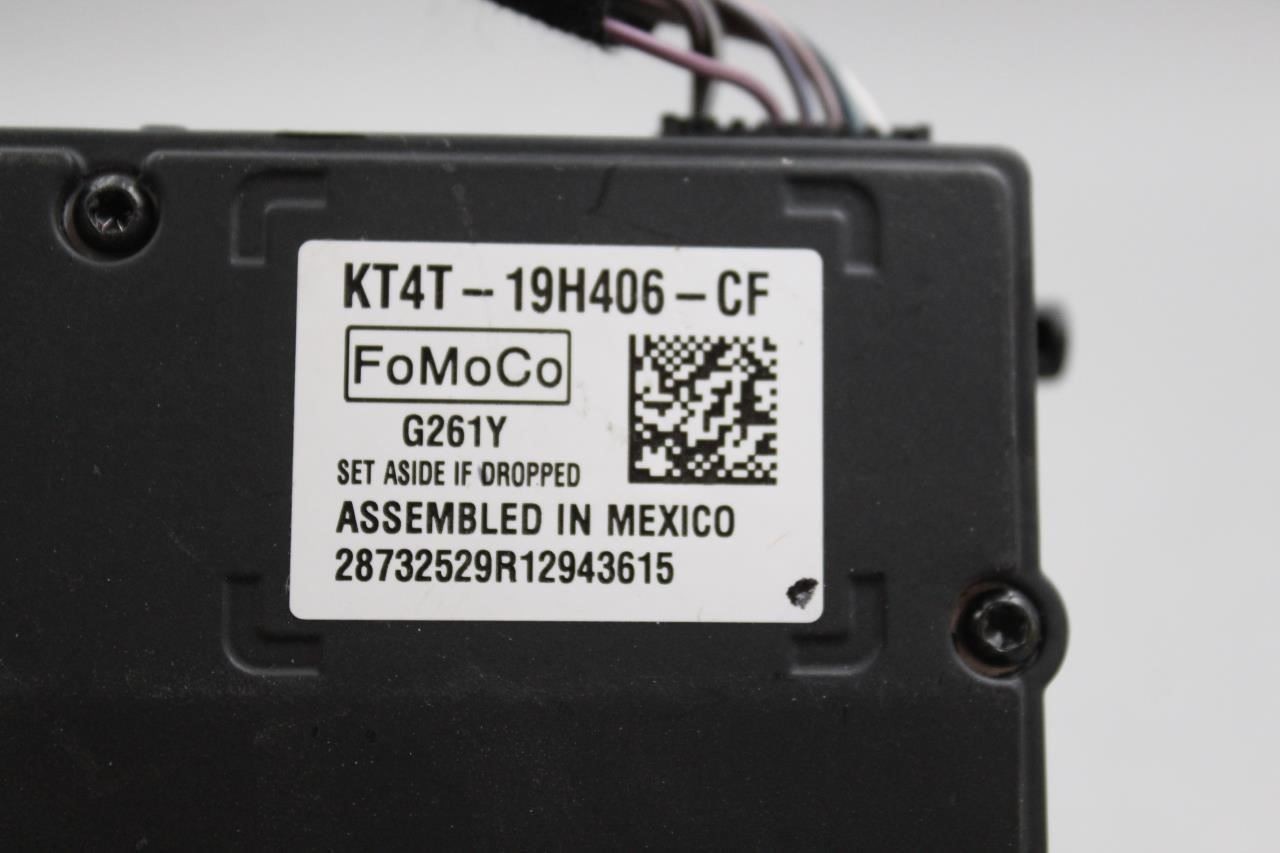 KT4T-19H406-CF
FoMoCo
G261Y
SET ASIDE IF DROPPED
ASSEMBLED IN MEXICO
28732529R12943615